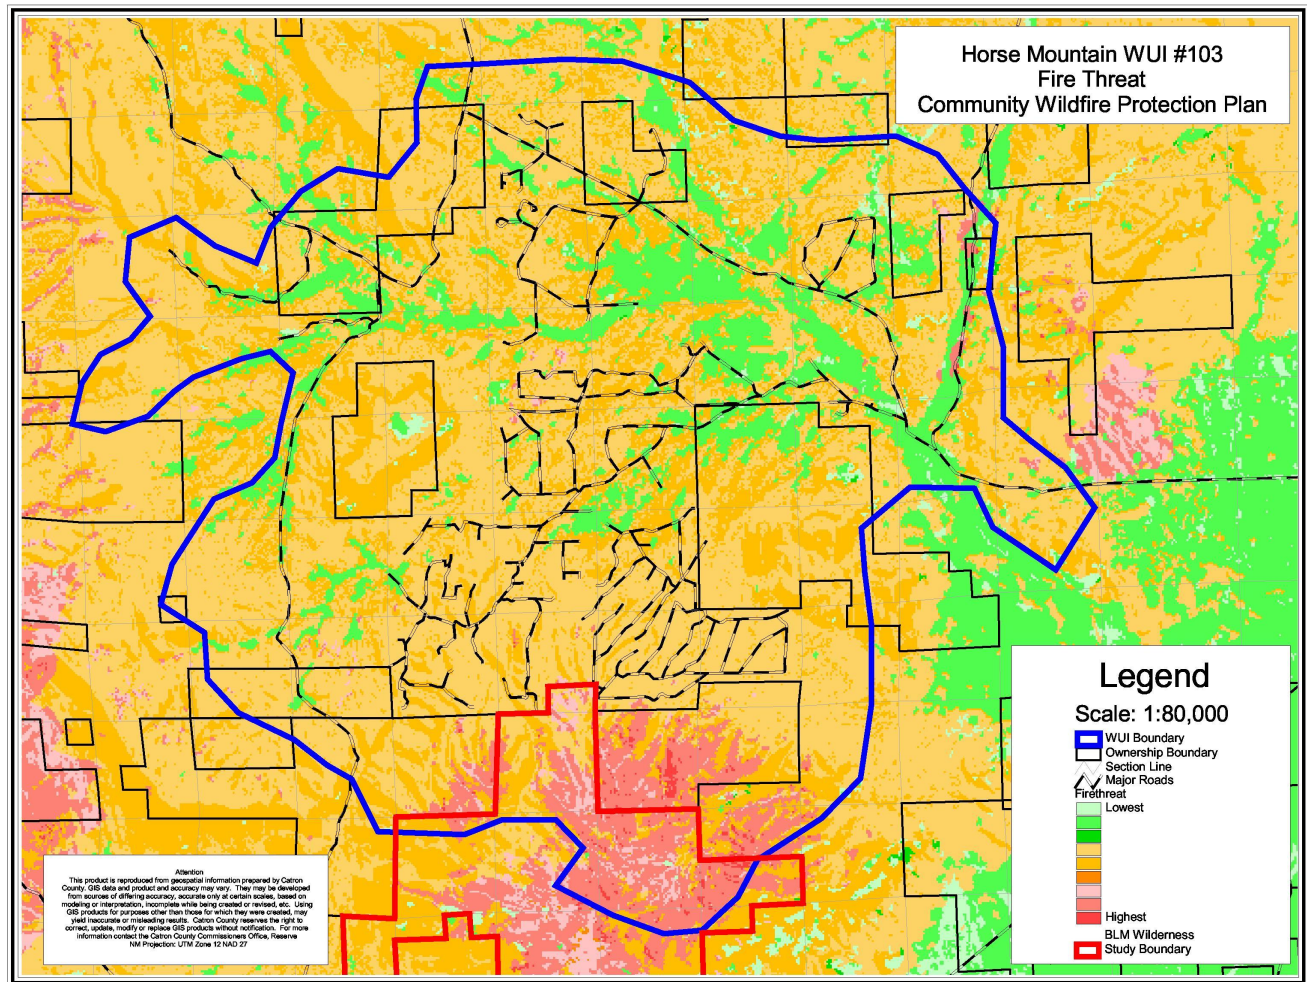 Horse Mountain WUI #103
Fire Threat
Community Wildfire Protection Plan
Legend
Scale: 1:80,000
WUI Boundary
Ownership Boundary
Section Line
Major Roads
Firethreat
Lowest
Highest
BLM Wilderness
Study Boundary
Attention
This product is reproduced from geospatial information prepared by Catron
County. GIS data and product and accuracy may vary. They may be developed
from sources of differing accuracy, accurate only at certain scales, based on
modeling or interpretation, incomplete while being created or revised, etc. Using
GIS products for purposes other than those for which they were created, may
yield inaccurate or misleading results. Catron County reserves the right to
correct, update, modify or replace GIS products without notification. For more
information contact the Catron County Commissioners Office, Reserve
NM Projection: UTM Zone 12 NAD 27